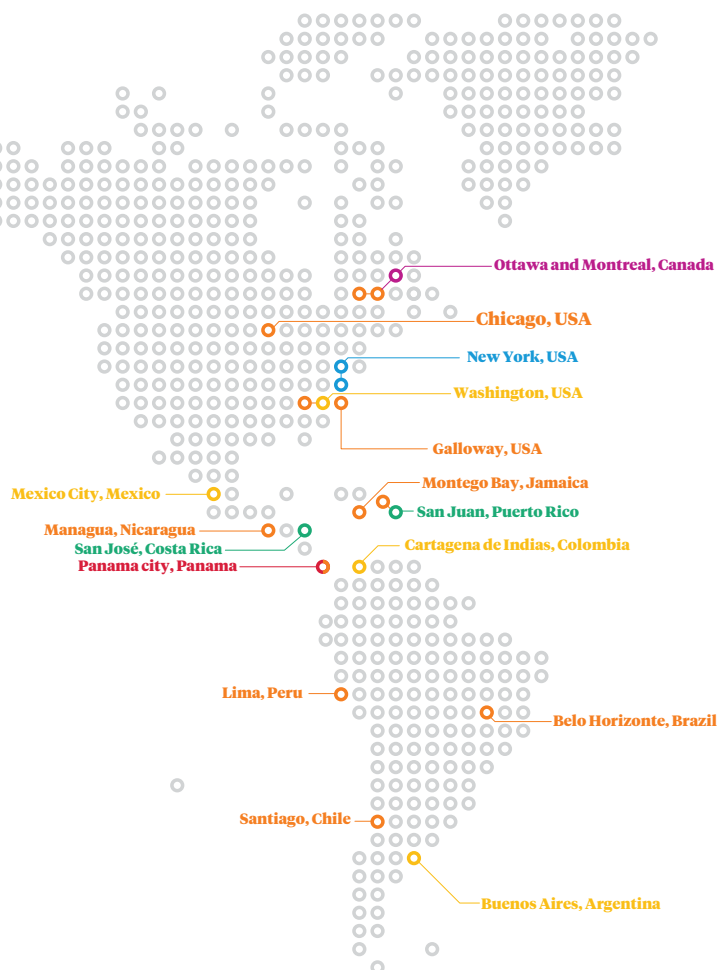 Ottawa and Montreal, Canada
Chicago, USA
New York, USA
Washington, USA
Galloway, USA
Montego Bay, Jamaica
Mexico City, Mexico
San Juan, Puerto Rico
Managua, Nicaragua
San José, Costa Rica
Cartagena de Indias, Colombia
Panama city, Panama
Lima, Peru
Belo Horizonte, Brazil
Santiago, Chile
Buenos Aires, Argentina